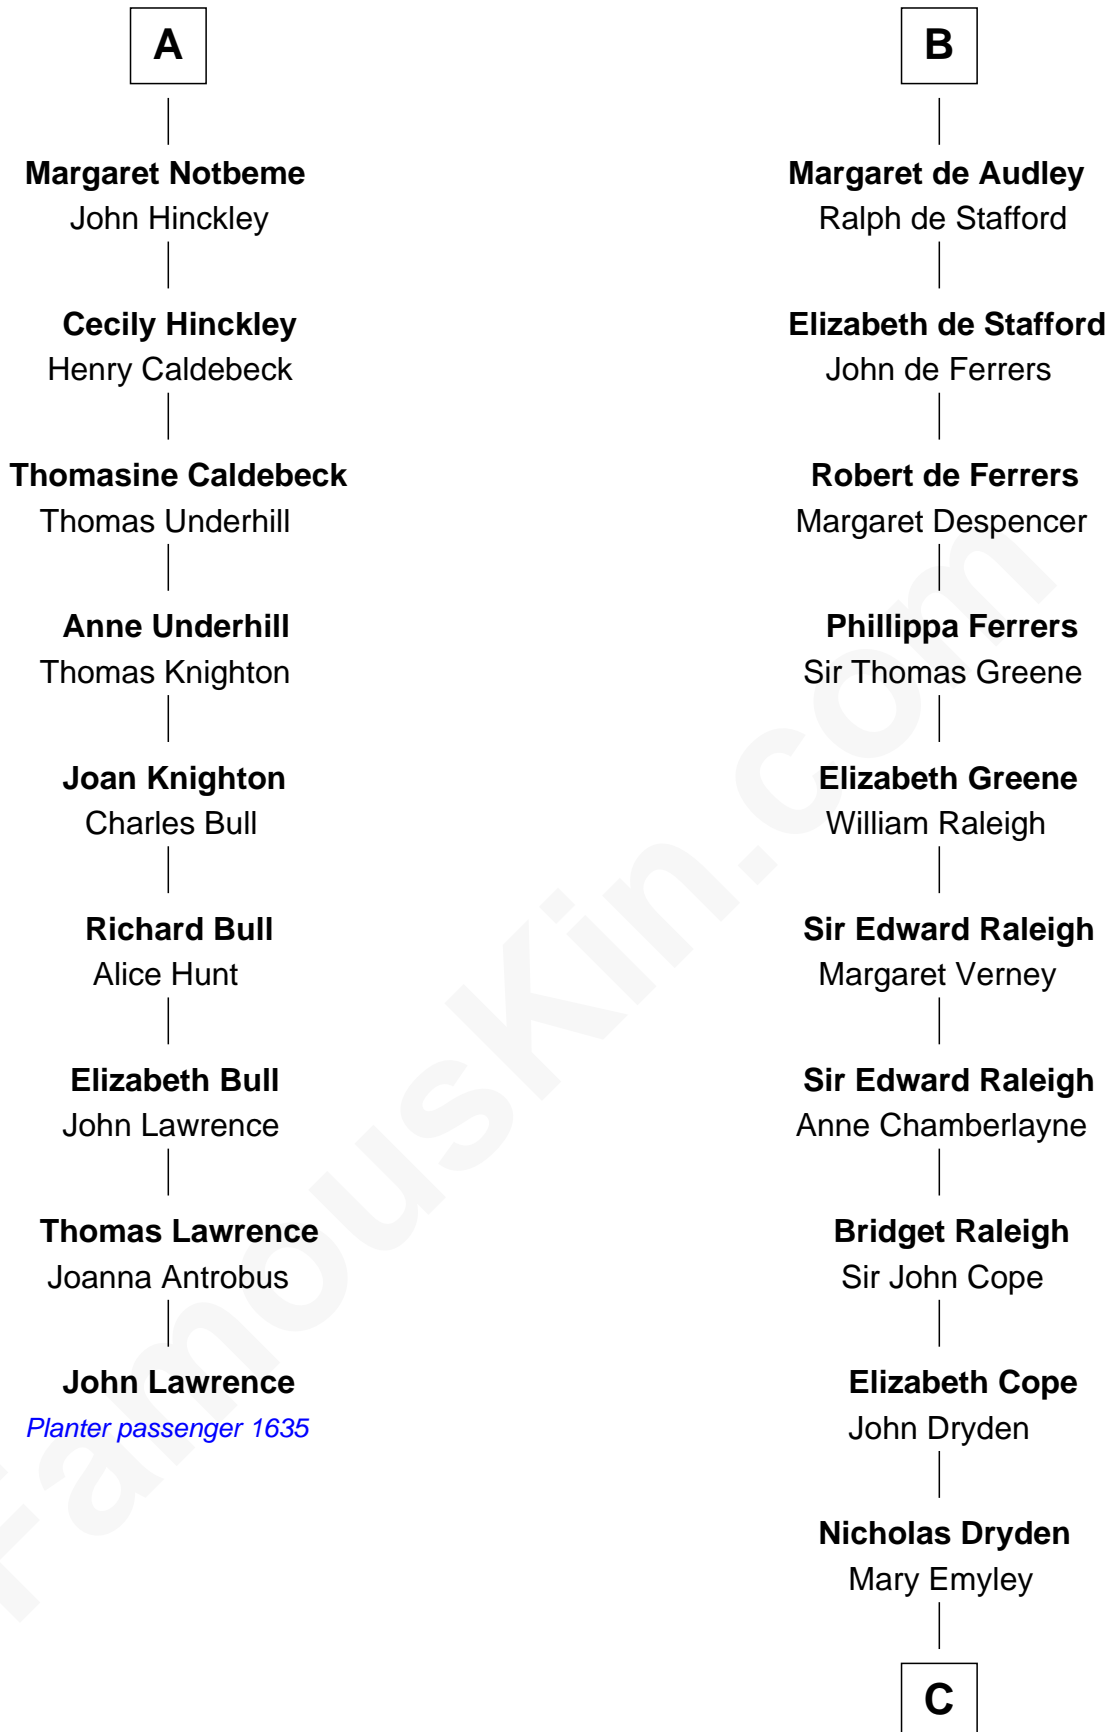 A
Margaret Notbeme
John Hinckley
Cecily Hinckley
Henry Caldebeck
Thomasine Caldebeck
Thomas Underhill
Anne Underhill
Thomas Knighton
Joan Knighton
Charles Bull
Richard Bull
Alice Hunt
Elizabeth Bull
John Lawrence
Thomas Lawrence
Joanna Antrobus
John Lawrence
Planter passenger 1635
B
Margaret de Audley
Ralph de Stafford
Elizabeth de Stafford
John de Ferrers
Robert de Ferrers
Margaret Despencer
Phillippa Ferrers
Sir Thomas Greene
Elizabeth Greene
William Raleigh
Sir Edward Raleigh
Margaret Verney
Sir Edward Raleigh
Anne Chamberlayne
Bridget Raleigh
Sir John Cope
Elizabeth Cope
John Dryden
Nicholas Dryden
Mary Emyley
C
FamousKin.com